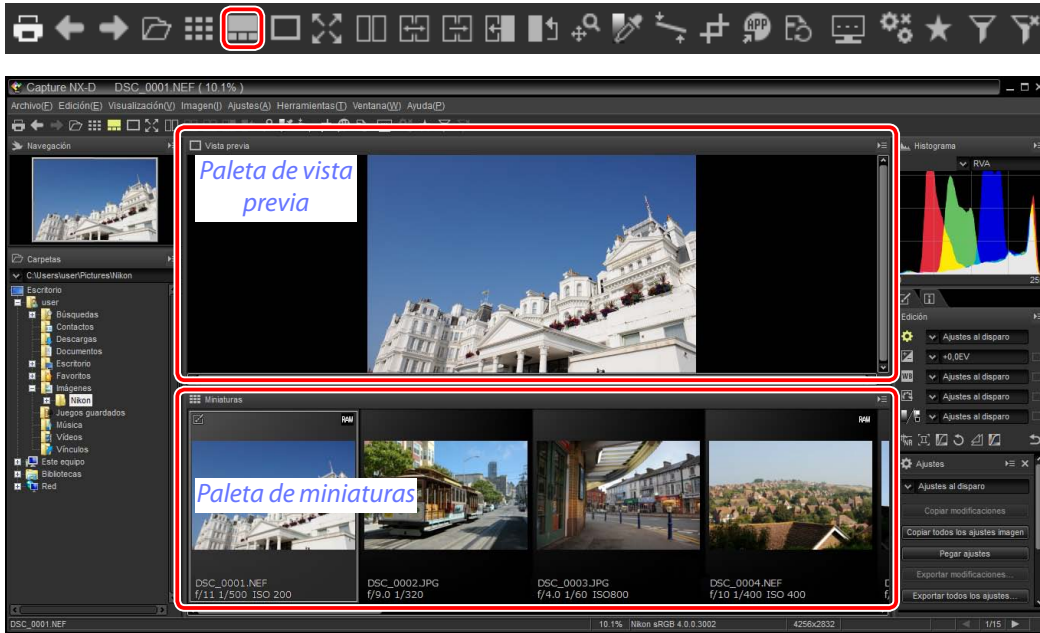 APP
Capture NX-D DSC_0001.NEF ( 10.1% )
Archivo(F) Edición(E) Visualización(V) Imagen(I) Ajustes(A) Herramientas(T) Ventana(W) Ayuda(P)
Navegación
Vista previa
Histograma
Paleta de vista
previa
RVA
Carpetas
C:\Users\user\Pictures\Nikon
Escritorio
user
Búsquedas
Contactos
Descargas
Documentos
Escritorio
Favoritos
Imágenes
Nikon
Juegos guardados
Música
Vídeos
Vínculos
Este equipo
Bibliotecas
Red
Edición
Ajustes al disparo
+0,0EV
WB
Ajustes al disparo
Ajustes al disparo
Ajustes al disparo
NR
Miniaturas
RAW
RAW
Paleta de miniaturas
DSC_0001.NEF
f/11 1/500 ISO 200
DSC_0002.JPG
f/9.0 1/320
DSC_0003.JPG
f/4.0 1/60 ISO800
DSC_0004.NEF
f/10 1/400 ISO 400
Ajustes
Ajustes al disparo
Copiar modificaciones
Copiar todos los ajustes imagen
Pegar ajustes
Exportar modificaciones...
Exportar todos los ajustes...
DSC_0001.NEF
10.1% Nikon sRGB 4.0.0.3002 4256x2832 1/15